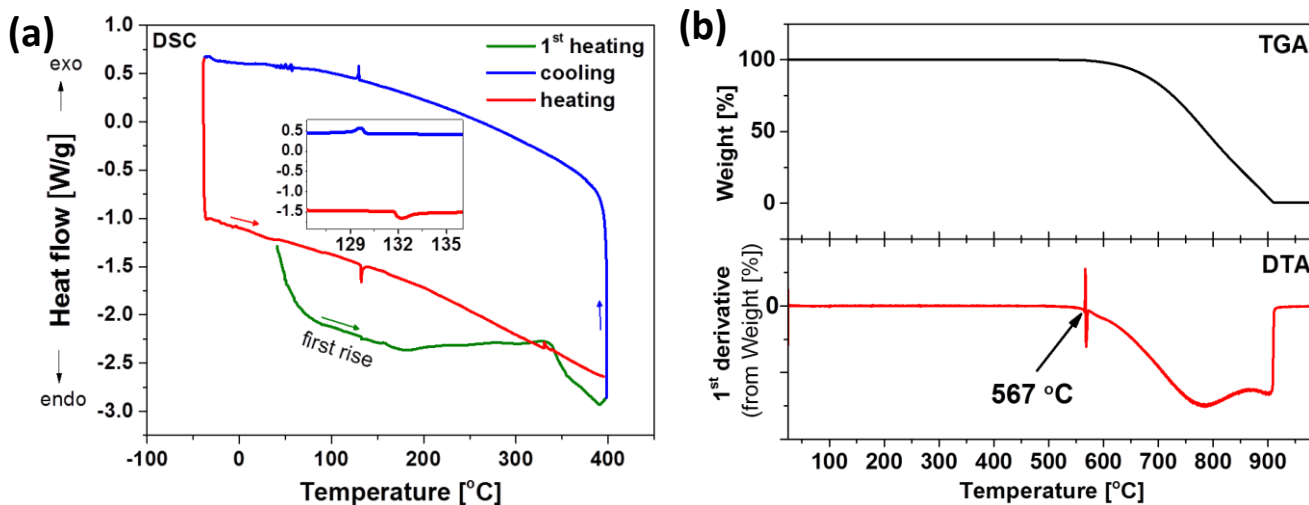 (a)
DSC
1st heating
cooling
heating
exo
Heat flow [W/g]
endo
1.0
0.5
0.0
-0.5
-1.0
-1.5
-2.0
-2.5
-3.0
0.5
0.0
-0.5
-1.0
-1.5
129 132 135
first rise
-100 0 100 200 300 400
Temperature [oC]
(b)
TGA
Weight [%]
100
50
0
DTA
1st derivative
(from Weight [%])
0
567 oC
100 200 300 400 500 600 700 800 900
Temperature [oC]